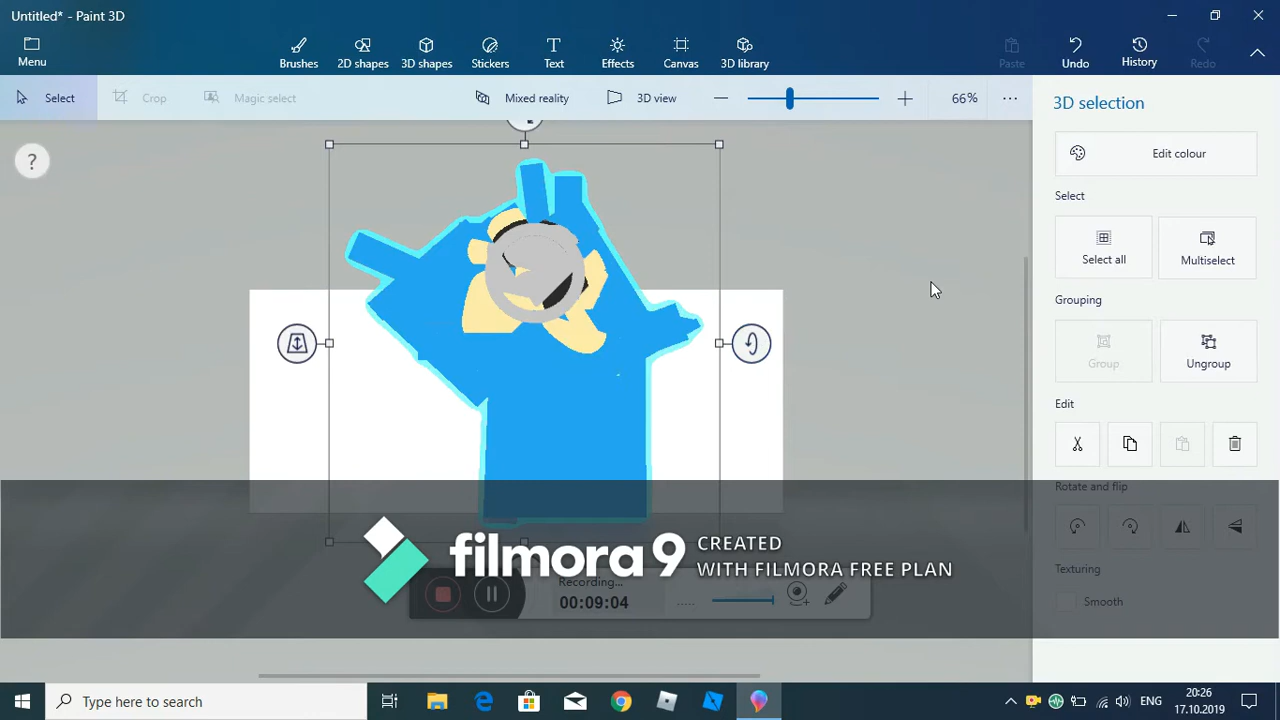 Untitled* - Paint 3D
Menu
Brushes
2D shapes
3D shapes
Stickers
Text
Effects
Canvas
3D library
Paste
Undo
History
Redo
Select
Crop
Magic select
Mixed reality
3D view
66%
3D selection
?
Edit colour
Select
Select all
Multiselect
Grouping
Group
Ungroup
Edit
Rotate and flip
Texturing
Smooth
filmora9
CREATED
WITH FILMORA FREE PLAN
Recording...
00:09:04
Type here to search
ENG
20:26
17.10.2019